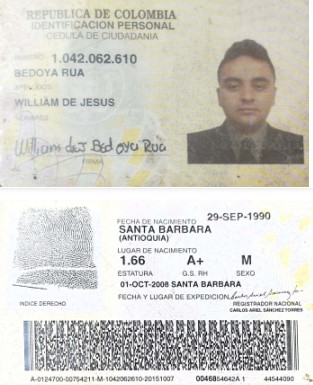 REPUBLICA DE COLOMBIA
IDENTIFICACION PERSONAL
CEDULA DE CIUDADANIA
NUMERO 1.042.062.610
BEDOYA RUA
APELLIDOS
WILLIAM DE JESUS
NOMBRES
William de J Bedoya Rua
FIRMA
FECHA DE NACIMIENTO 29-SEP-1990
SANTA BARBARA
(ANTIOQUIA)
LUGAR DE NACIMIENTO
1.66 A+ M
ESTATURA G.S. RH SEXO
01-OCT-2008 SANTA BARBARA
FECHA Y LUGAR DE EXPEDICION
INDICE DERECHO
REGISTRADOR NACIONAL
CARLOS ARIEL SÁNCHEZ TORRES
A-0124700-00754211-M-1042062610-20151007 0046854642A 1 44544090